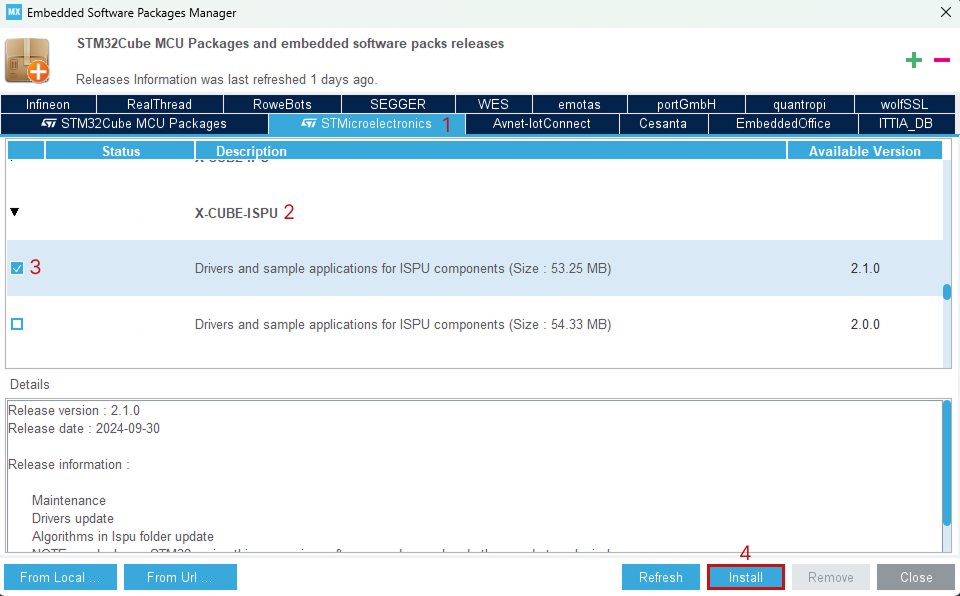 MX Embedded Software Packages Manager
STM32Cube MCU Packages and embedded software packs releases
Releases Information was last refreshed 1 days ago.
Infineon RealThread RoweBots SEGGER WES emotas portGmbH quantropi wolfSSL
STM32Cube MCU Packages STMicroelectronics 1 Avnet-IotConnect Cesanta EmbeddedOffice ITTIA_DB
Status Description Available Version
X-CUBE-ISPU 2
3 Drivers and sample applications for ISPU components (Size : 53.25 MB) 2.1.0
Drivers and sample applications for ISPU components (Size : 54.33 MB) 2.0.0
Details
Release version : 2.1.0
Release date : 2024-09-30
Release information :
Maintenance
Drivers update
Algorithms in Ispu folder update
4
From Local ... From Url ... Refresh Install Remove Close